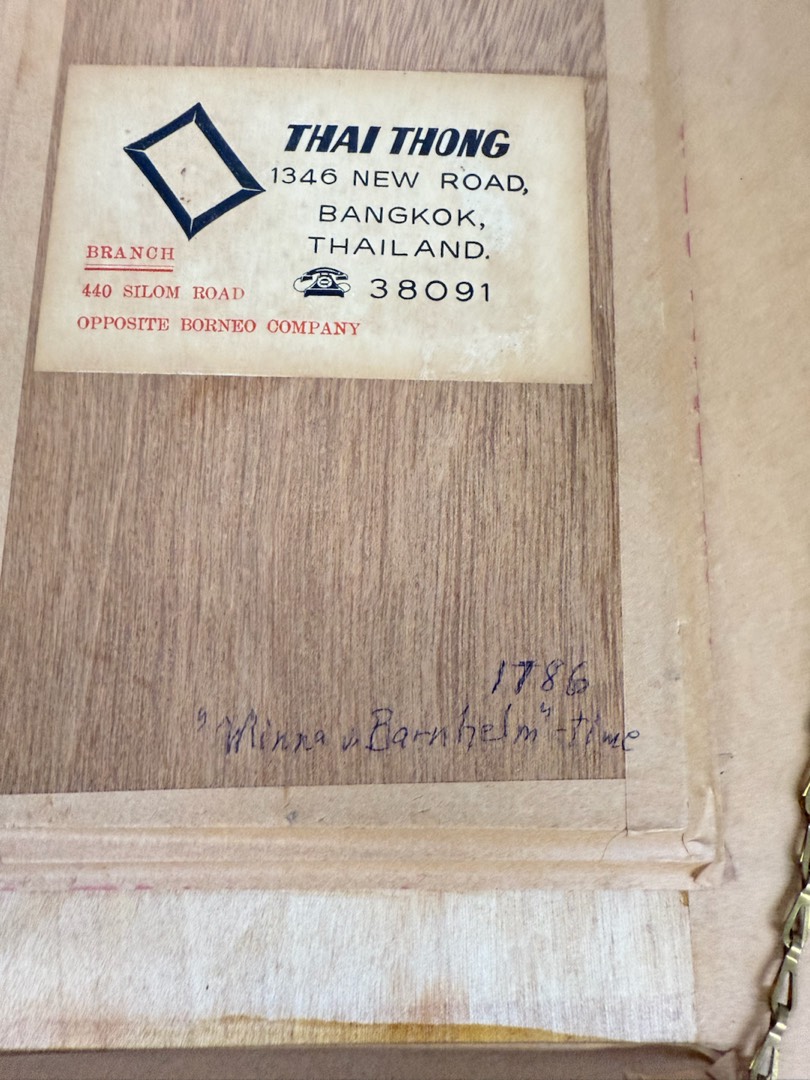 THAI THONG
1346 NEW ROAD,
BANGKOK,
THAILAND.
38091
BRANCH
440 SILOM ROAD
OPPOSITE BORNEO COMPANY
1786
"Minna v. Barnhelm"-time